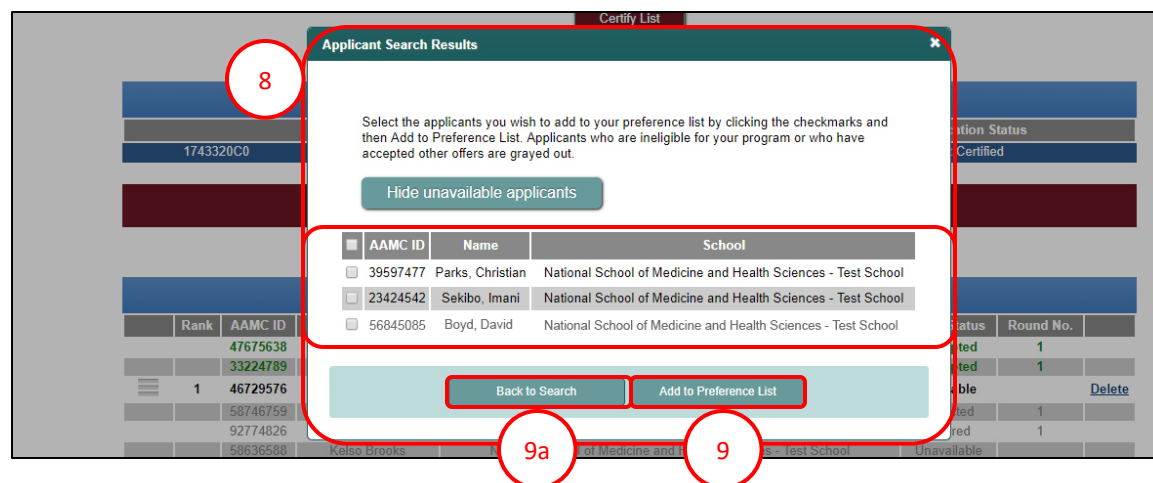 Certify List
Applicant Search Results ×
8
Select the applicants you wish to add to your preference list by clicking the checkmarks and
then Add to Preference List. Applicants who are ineligible for your program or who have
accepted other offers are grayed out.
Status
1743320C0 Certified
Hide unavailable applicants
AAMC ID Name School
39597477 Parks, Christian National School of Medicine and Health Sciences - Test School
23424542 Sekibo, Imani National School of Medicine and Health Sciences - Test School
56845085 Boyd, David National School of Medicine and Health Sciences - Test School
Rank AAMC ID Status Round No.
47675638 1
33224789 1
1 46729576 Delete
58746759 1
92774826 1
58636588 Kelso Brooks of Medicine and - Test School Unavailable
Back to Search Add to Preference List
9a 9